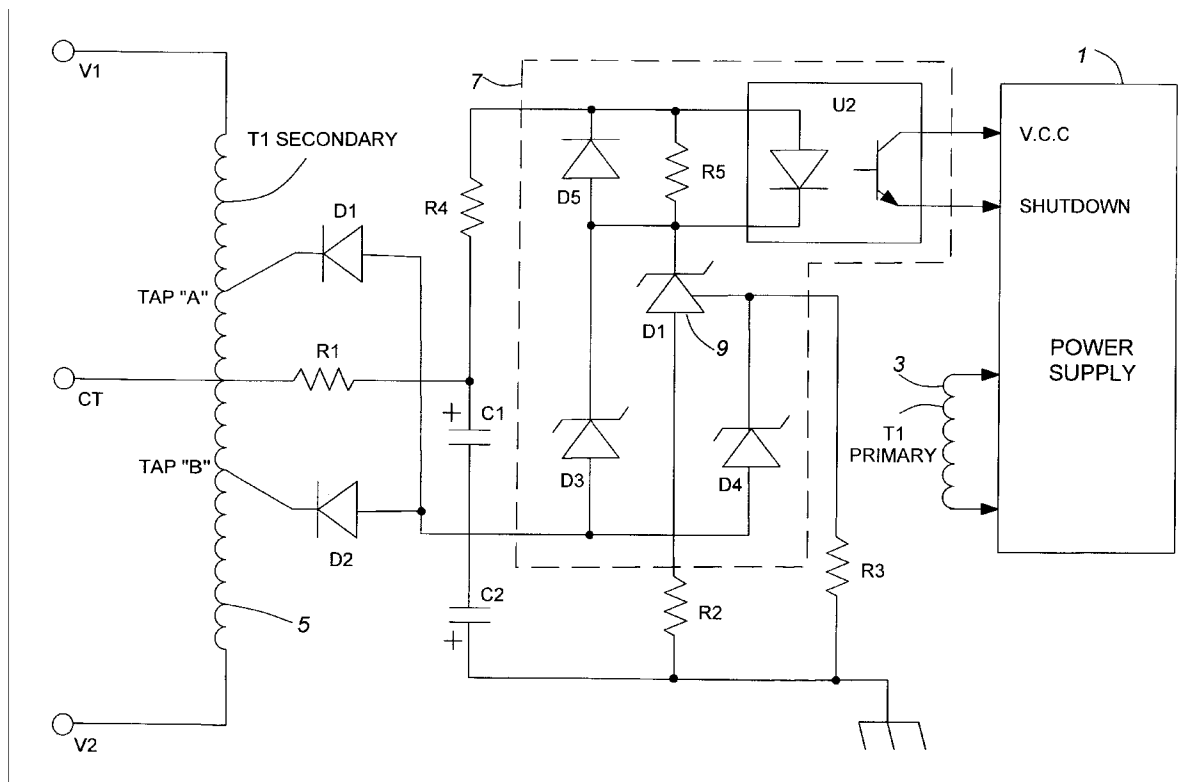 V1
T1 SECONDARY
TAP "A"
D1
R1
CT
TAP "B"
D2
5
V2
R4
+
C1
C2
+
7
D5
R5
U2
D1
9
D3
D4
R2
R3
1
V.C.C
SHUTDOWN
POWER
SUPPLY
3
T1
PRIMARY